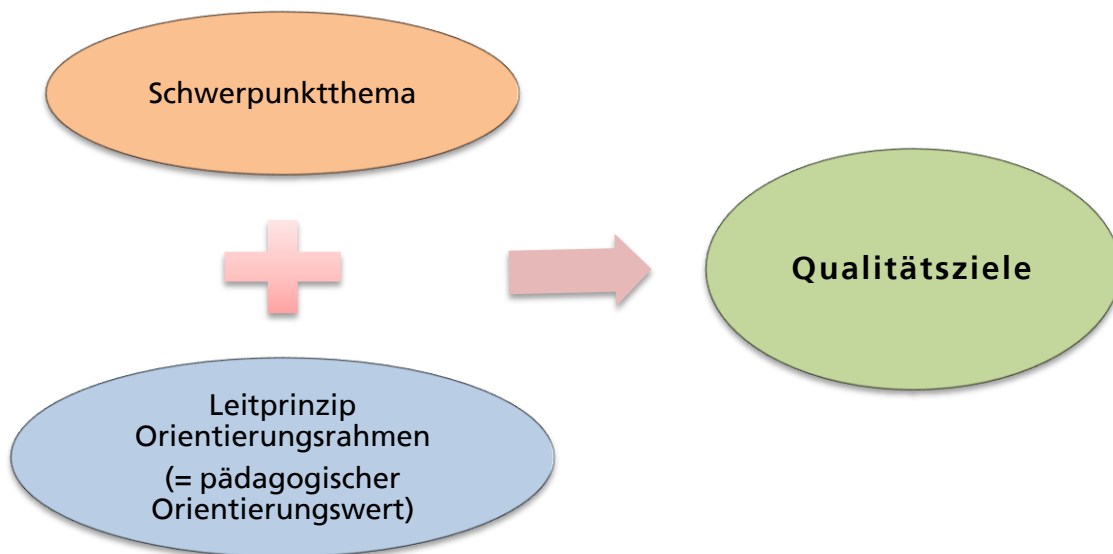 Schwerpunktthema
Qualitätsziele
Leitprinzip
Orientierungsrahmen
(= pädagogischer
Orientierungswert)